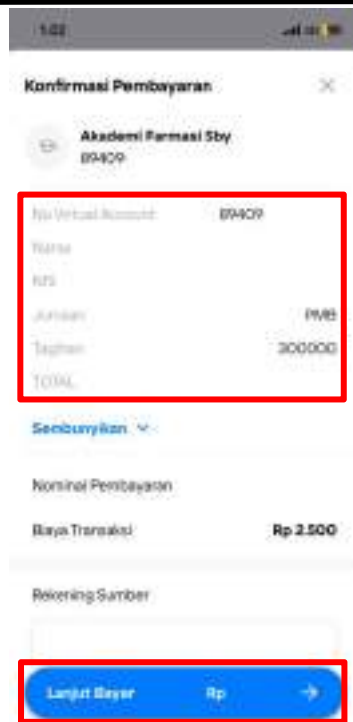 1:02
Konfirmasi Pembayaran
Akademi Farmasi Sby
89409
No Virtual Account 89409
Nama
NIS
Jurusan PMB
Tagihan 300000
TOTAL
Sembunyikan
Nominal Pembayaran
Biaya Transaksi Rp 2.500
Rekening Sumber
Lanjut Bayar Rp